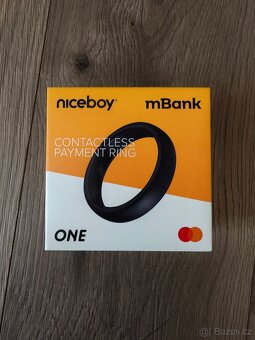 niceboy® mBank
CONTACTLESS
PAYMENT RING
ONE
© Bazos.cz